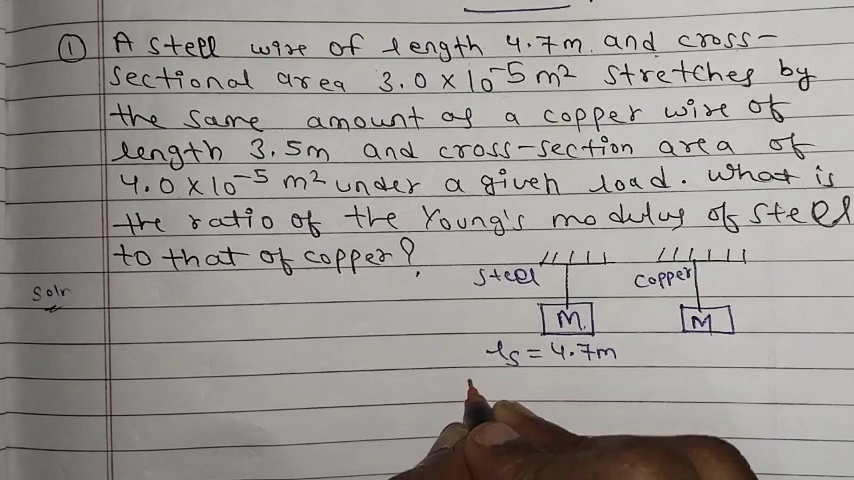 ① A steel wire of length 4.7m. and cross-
sectional area 3.0 × 10⁻⁵ m² stretches by
the same amount as a copper wire of
length 3.5m and cross-section area of
4.0 × 10⁻⁵ m² under a given load. What is
the ratio of the Young's modulus of steel
to that of copper?
steel copper
Soln
M M
ls = 4.7m